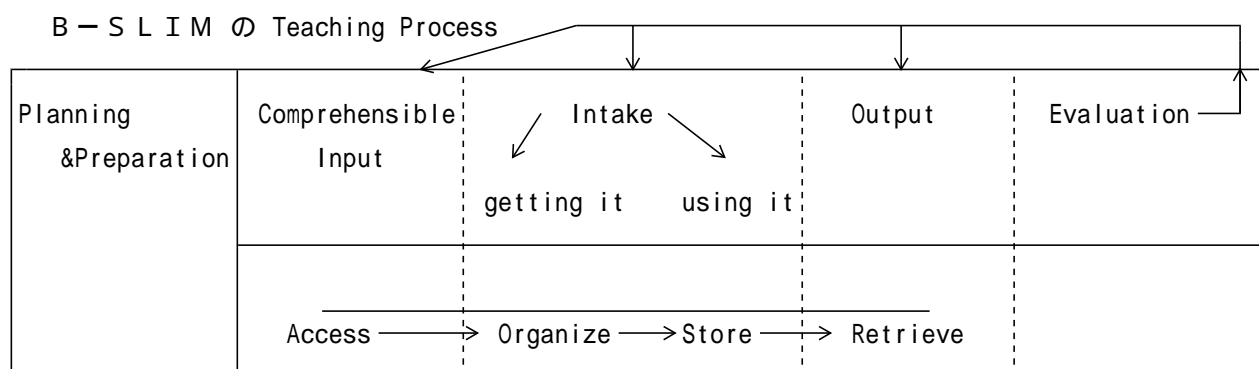 B－ＳＬＩＭ の Teaching Process
Planning
&Preparation
Comprehensible
Input
Intake
getting it
using it
Output
Evaluation
Access
Organize
Store
Retrieve